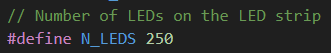 // Number of LEDs on the LED strip
#define N_LEDS 250